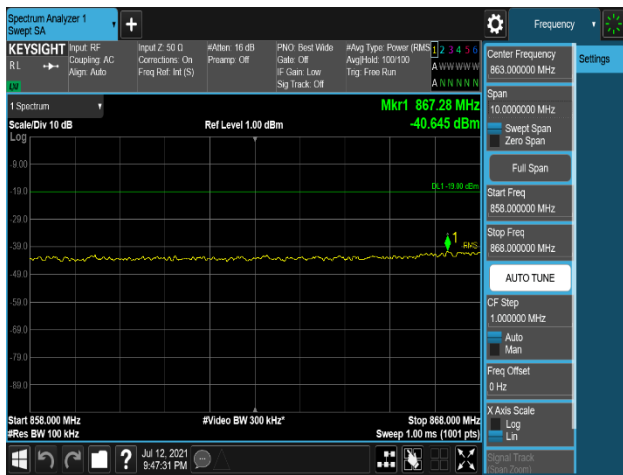 Spectrum Analyzer 1
Swept SA
+
Frequency
KEYSIGHT
RL
Input: RF
Coupling: AC
Align: Auto
Input Z: 50 Ω
Corrections: On
Freq Ref: Int (S)
#Atten: 16 dB
Preamp: Off
PNO: Best Wide
Gate: Off
IF Gain: Low
Sig Track: Off
#Avg Type: Power (RMS
Avg|Hold: 100/100
Trig: Free Run
1 2 3 4 5 6
A W W W W W
A N N N N N
LW
Center Frequency
863.000000 MHz
Settings
Span
10.0000000 MHz
Swept Span
Zero Span
Full Span
Start Freq
858.000000 MHz
Stop Freq
868.000000 MHz
AUTO TUNE
CF Step
1.000000 MHz
Auto
Man
Freq Offset
0 Hz
X Axis Scale
Log
Lin
Signal Track
(Span Zoom)
1 Spectrum
Mkr1 867.28 MHz
Scale/Div 10 dB
Ref Level 1.00 dBm
-40.645 dBm
Log
-9.00
DL1 -19.00 dBm
-19.0
-29.0
1
RMS
-39.0
-49.0
-59.0
-69.0
-79.0
-89.0
Start 858.000 MHz
#Video BW 300 kHz*
Stop 868.000 MHz
#Res BW 100 kHz
Sweep 1.00 ms (1001 pts)
?
Jul 12, 2021
9:47:31 PM